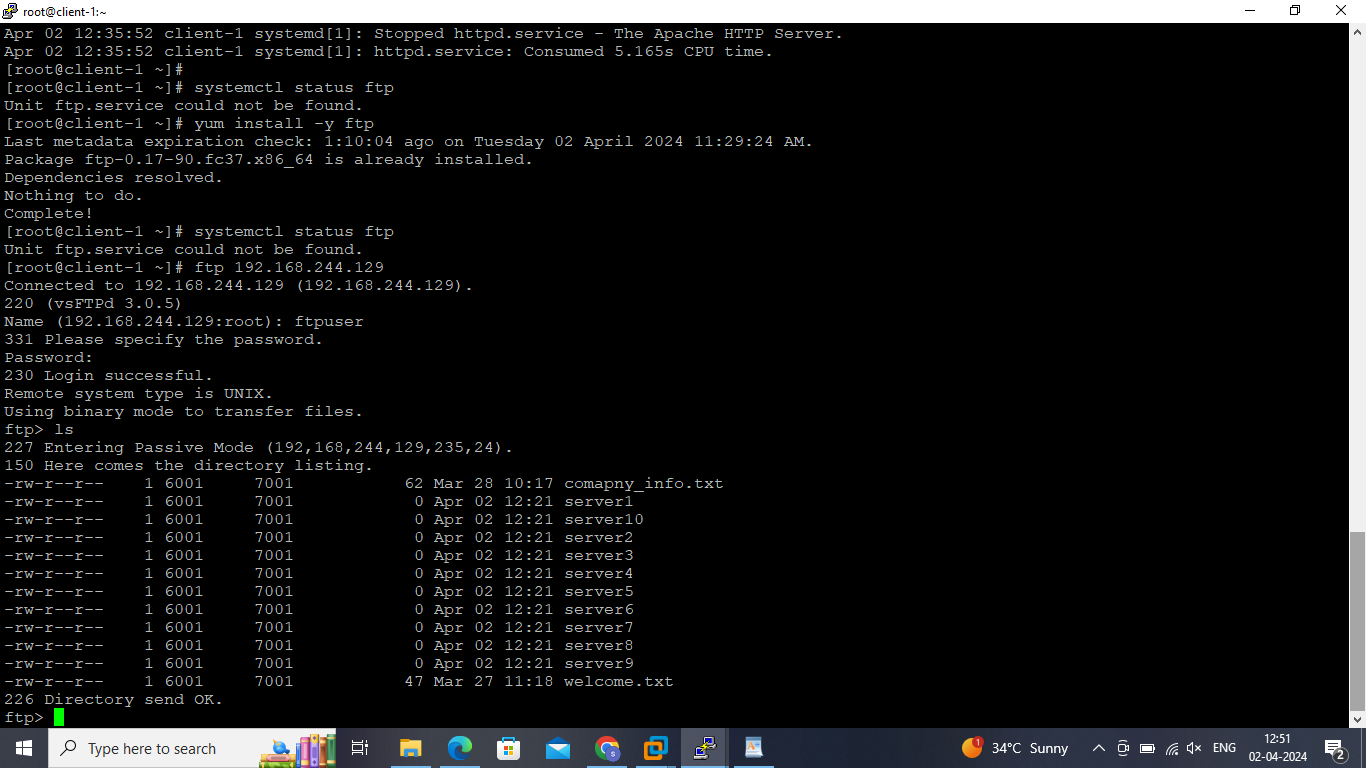 root@client-1:~
Apr 02 12:35:52 client-1 systemd[1]: Stopped httpd.service - The Apache HTTP Server.
Apr 02 12:35:52 client-1 systemd[1]: httpd.service: Consumed 5.165s CPU time.
[root@client-1 ~]#
[root@client-1 ~]# systemctl status ftp
Unit ftp.service could not be found.
[root@client-1 ~]# yum install -y ftp
Last metadata expiration check: 1:10:04 ago on Tuesday 02 April 2024 11:29:24 AM.
Package ftp-0.17-90.fc37.x86_64 is already installed.
Dependencies resolved.
Nothing to do.
Complete!
[root@client-1 ~]# systemctl status ftp
Unit ftp.service could not be found.
[root@client-1 ~]# ftp 192.168.244.129
Connected to 192.168.244.129 (192.168.244.129).
220 (vsFTPd 3.0.5)
Name (192.168.244.129:root): ftpuser
331 Please specify the password.
Password:
230 Login successful.
Remote system type is UNIX.
Using binary mode to transfer files.
ftp> ls
227 Entering Passive Mode (192,168,244,129,235,24).
150 Here comes the directory listing.
-rw-r--r--    1 6001     7001           62 Mar 28 10:17 comapny_info.txt
-rw-r--r--    1 6001     7001            0 Apr 02 12:21 server1
-rw-r--r--    1 6001     7001            0 Apr 02 12:21 server10
-rw-r--r--    1 6001     7001            0 Apr 02 12:21 server2
-rw-r--r--    1 6001     7001            0 Apr 02 12:21 server3
-rw-r--r--    1 6001     7001            0 Apr 02 12:21 server4
-rw-r--r--    1 6001     7001            0 Apr 02 12:21 server5
-rw-r--r--    1 6001     7001            0 Apr 02 12:21 server6
-rw-r--r--    1 6001     7001            0 Apr 02 12:21 server7
-rw-r--r--    1 6001     7001            0 Apr 02 12:21 server8
-rw-r--r--    1 6001     7001            0 Apr 02 12:21 server9
-rw-r--r--    1 6001     7001           47 Mar 27 11:18 welcome.txt
226 Directory send OK.
ftp>
Type here to search
1
34°C Sunny
ENG
12:51
02-04-2024
2